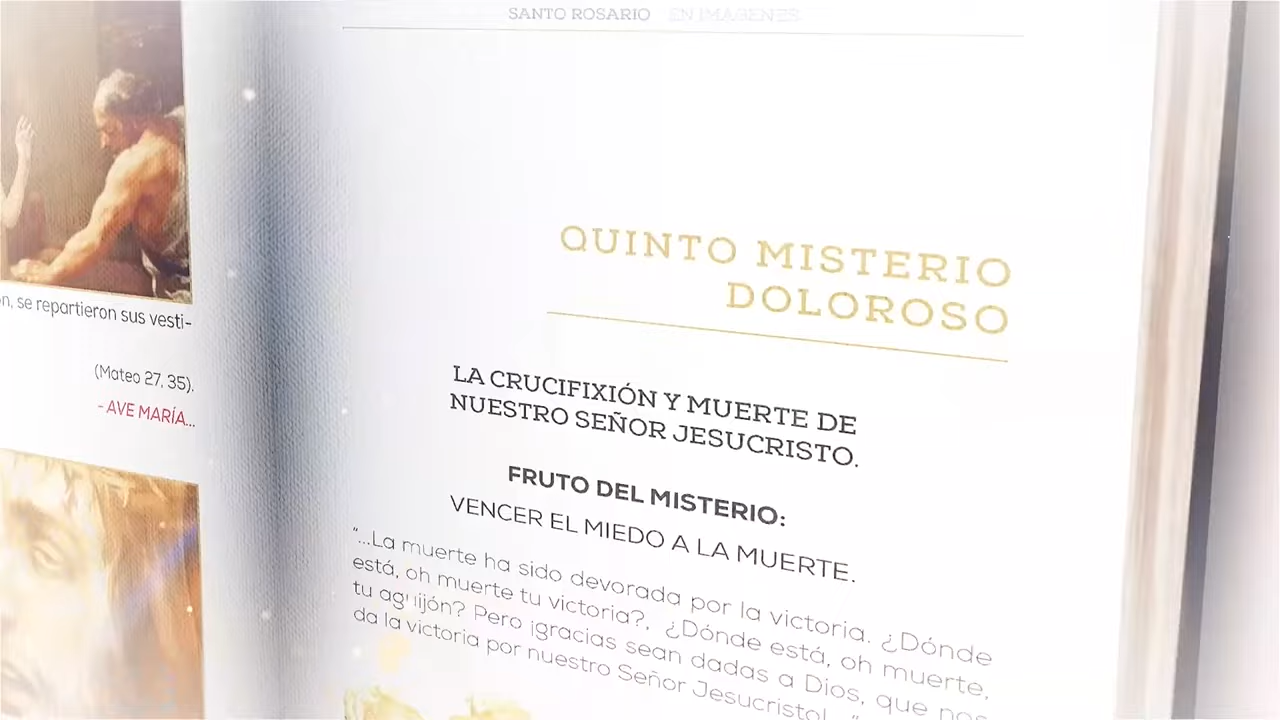 n, se repartieron sus vesti-
(Mateo 27, 35).
- AVE MARÍA...
SANTO ROSARIO EN IMAGENES
QUINTO MISTERIO
DOLOROSO
LA CRUCIFIXIÓN Y MUERTE DE
NUESTRO SEÑOR JESUCRISTO.
FRUTO DEL MISTERIO:
VENCER EL MIEDO A LA MUERTE.
"...La muerte ha sido devorada por la victoria. ¿Dónde
está, oh muerte tu victoria?, ¿Dónde está, oh muerte,
tu aguijón? Pero ¡gracias sean dadas a Dios, que nos
da la victoria por nuestro Señor Jesucristo!..."